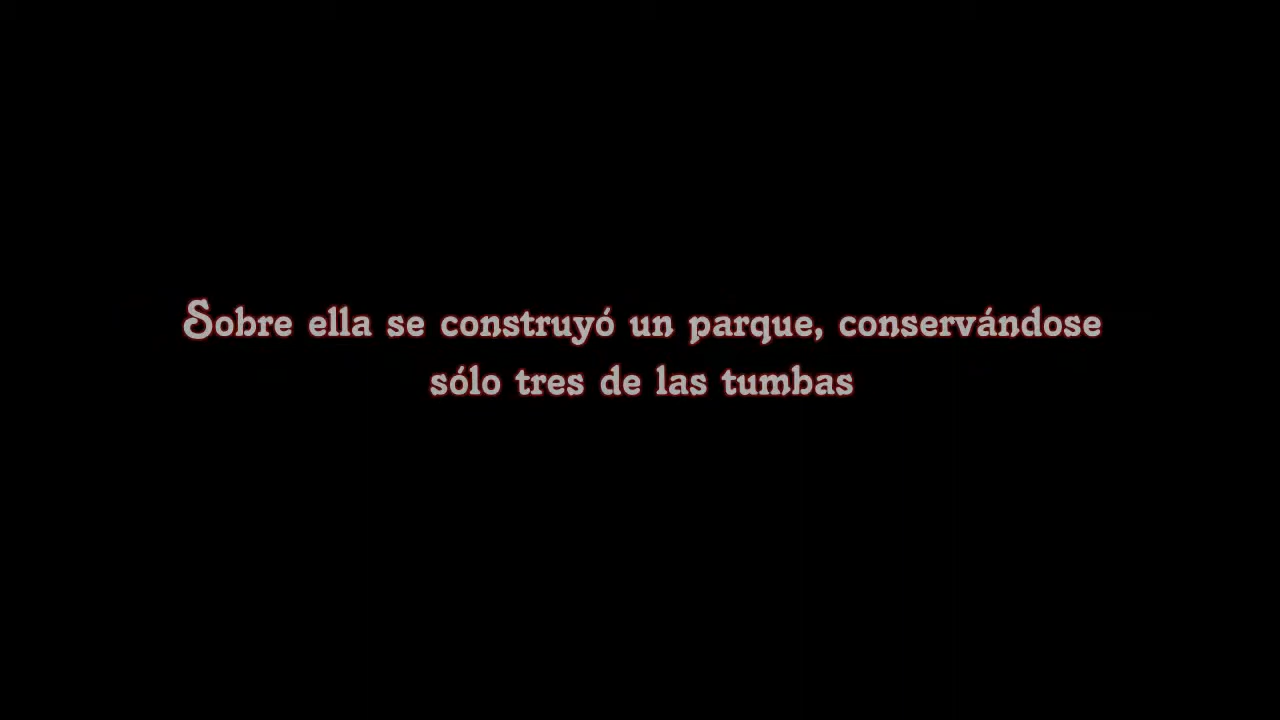 Sobre ella se construyó un parque, conservándose
sólo tres de las tumbas